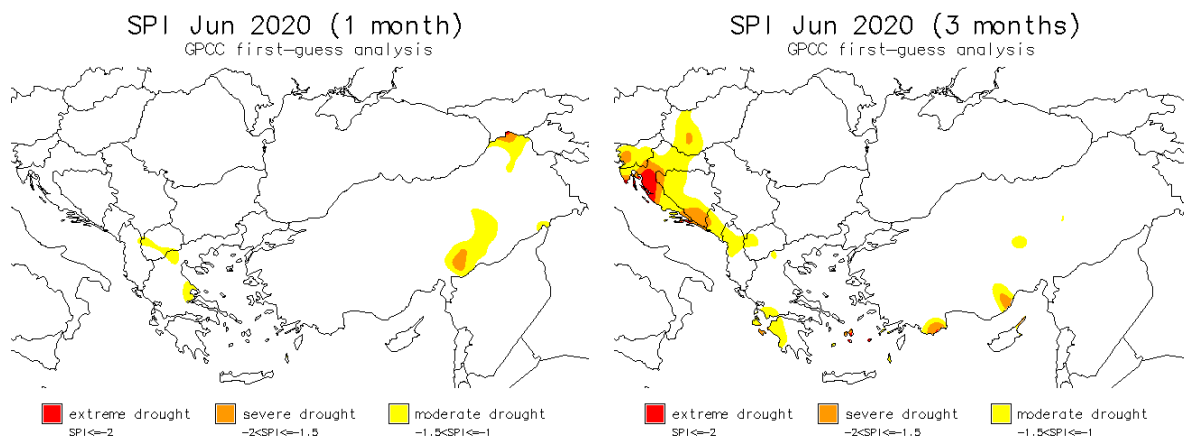 SPI Jun 2020 (1 month)
GPCC first-guess analysis
extreme drought
SPI<=-2
severe drought
-2<SPI<=-1.5
moderate drought
-1.5<SPI<=-1
SPI Jun 2020 (3 months)
GPCC first-guess analysis
extreme drought
SPI<=-2
severe drought
-2<SPI<=-1.5
moderate drought
-1.5<SPI<=-1